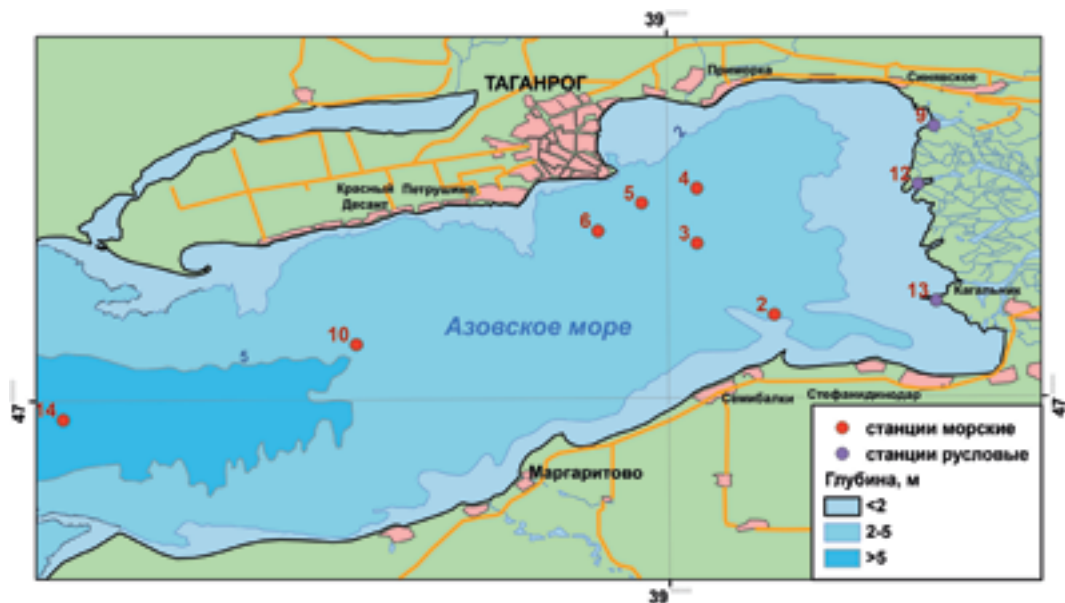 39
Приморка
Синявское
ТАГАНРОГ
2
9
12
Красный Петрушино
Десант
5
4
6
3
13
Кагальник
2
Азовское море
10
5
14
47
47
Семибалки
Стефанидинодар
Маргаритово
станции морские
станции русловые
Глубина, м
<2
2-5
>5
39